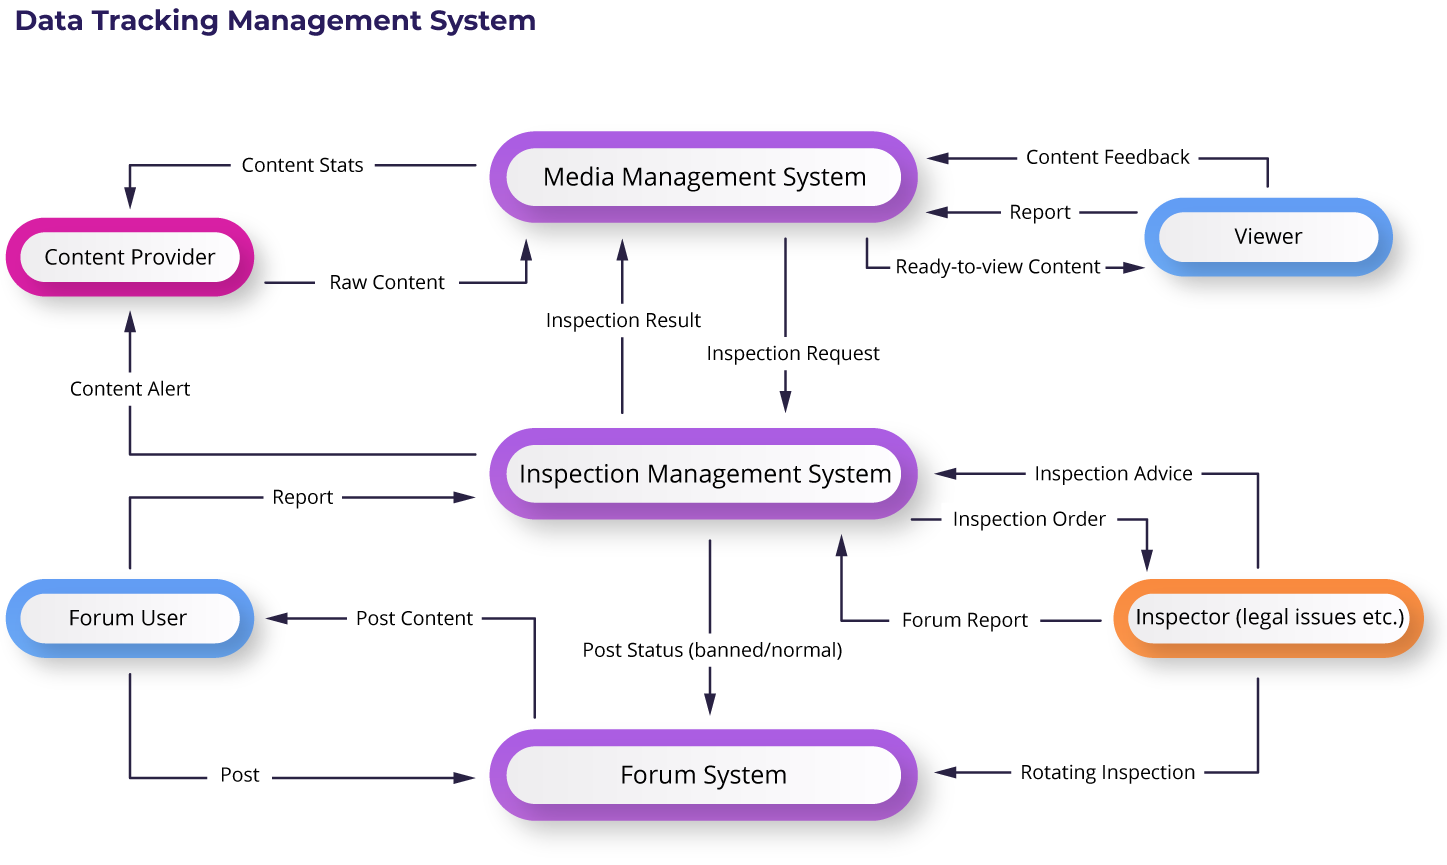 Data Tracking Management System
Content Stats
Media Management System
Content Feedback
Report
Viewer
Content Provider
Raw Content
Ready-to-view Content
Inspection Result
Inspection Request
Content Alert
Inspection Management System
Inspection Advice
Report
Inspection Order
Forum User
Post Content
Forum Report
Inspector (legal issues etc.)
Post Status (banned/normal)
Post
Forum System
Rotating Inspection